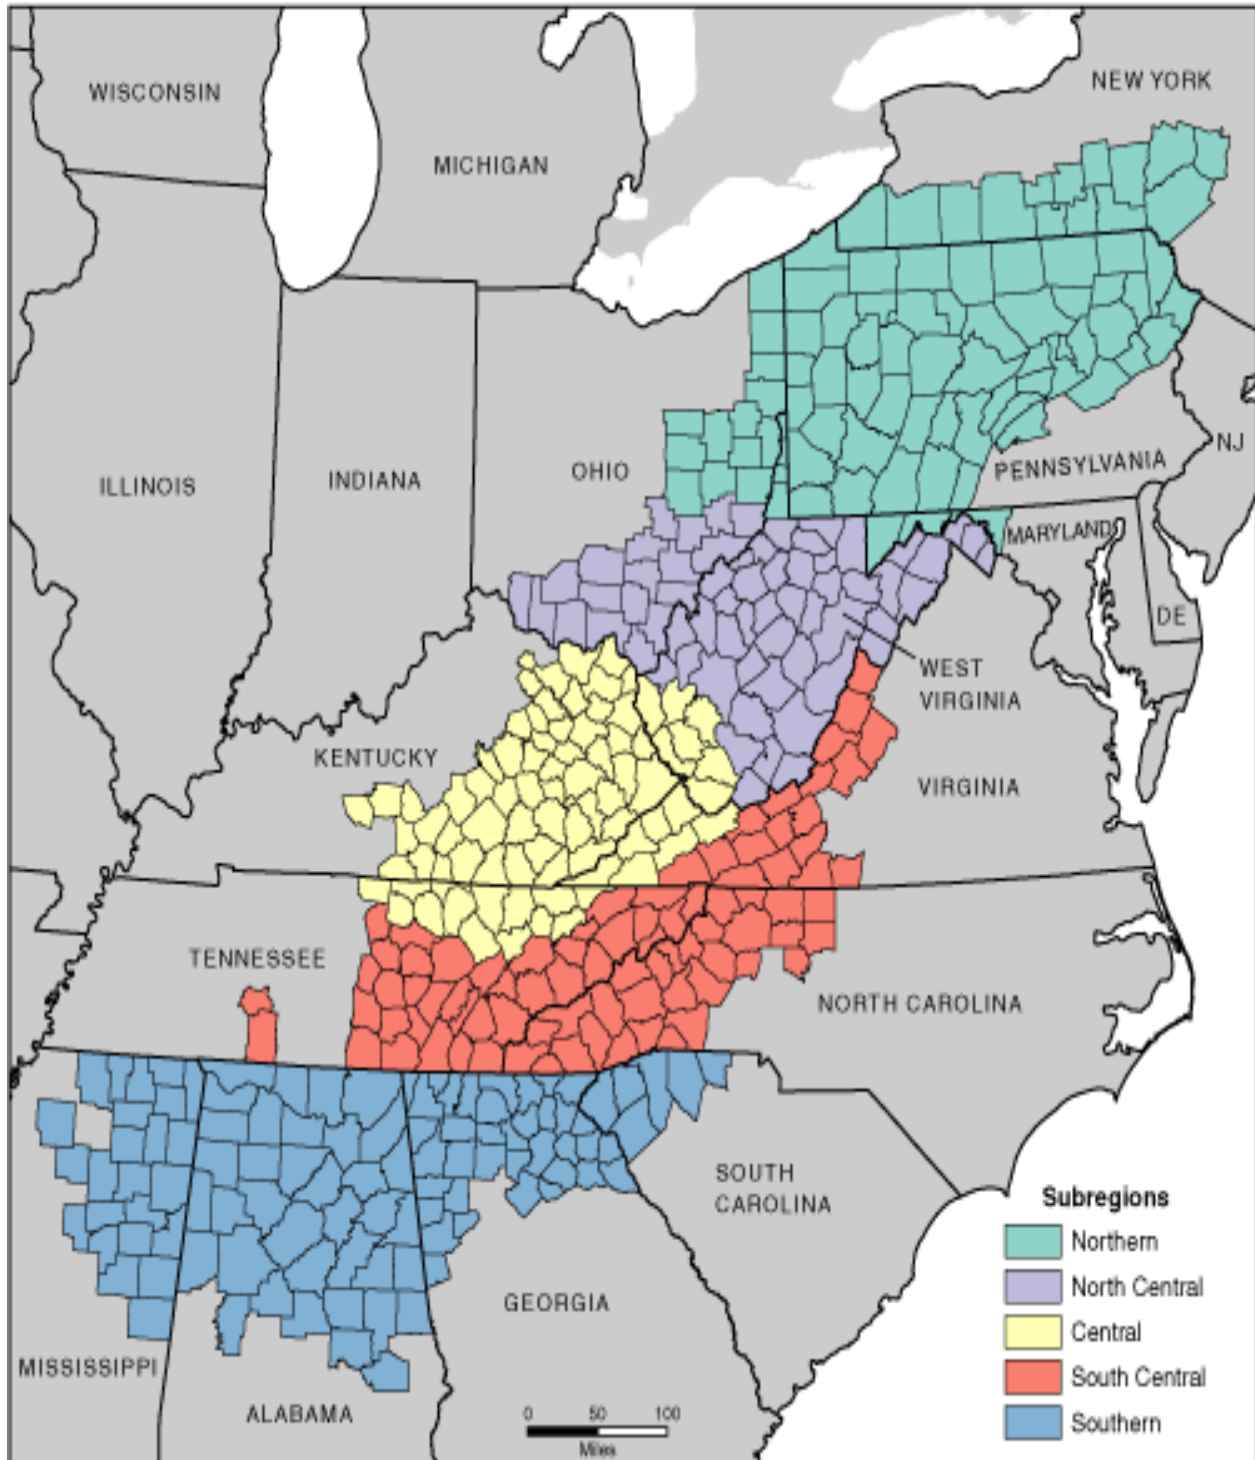 WISCONSIN
NEW YORK
MICHIGAN
ILLINOIS
INDIANA
OHIO
PENNSYLVANIA
NJ
MARYLAND
DE
WEST
VIRGINIA
KENTUCKY
VIRGINIA
TENNESSEE
NORTH CAROLINA
SOUTH
CAROLINA
GEORGIA
MISSISSIPPI
ALABAMA
Subregions
Northern
North Central
Central
South Central
Southern
0 50 100
Miles